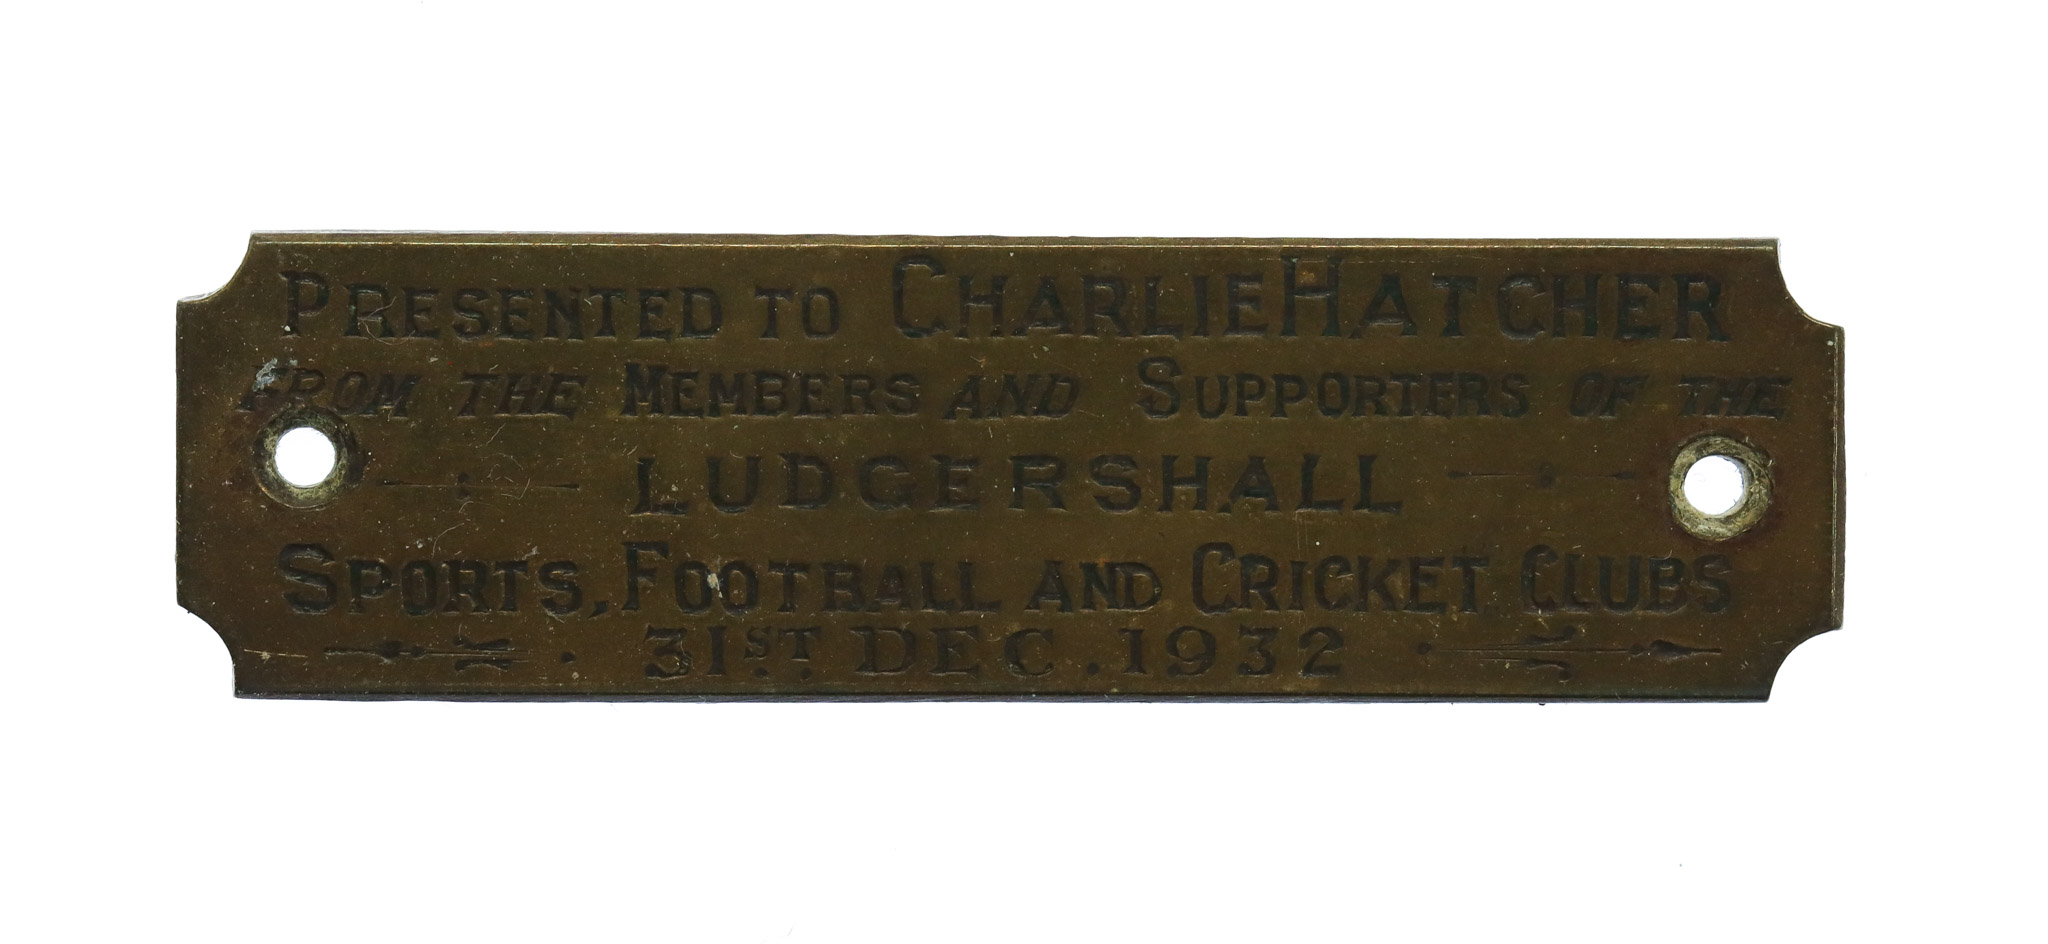 PRESENTED TO CHARLIE HATCHER
FROM THE MEMBERS AND SUPPORTERS OF THE
LUDGERSHALL
SPORTS, FOOTBALL AND CRICKET CLUBS
31ST DEC. 1932